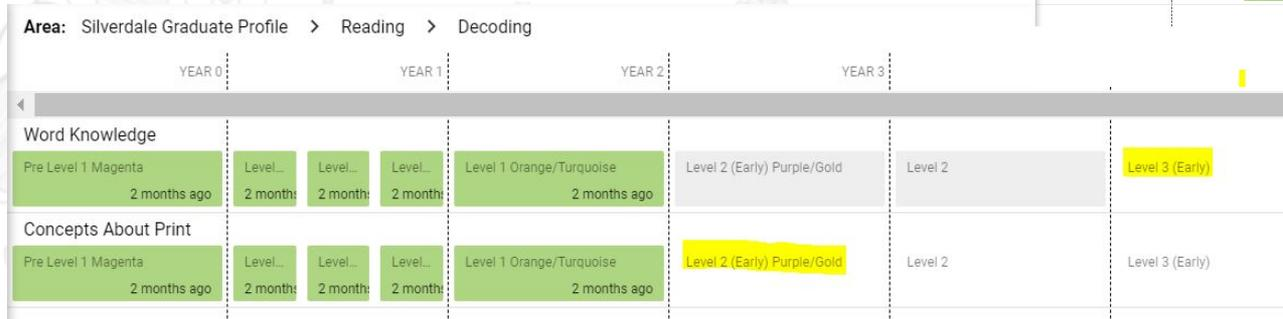 Area: Silverdale Graduate Profile > Reading > Decoding
YEAR 0 YEAR 1 YEAR 2 YEAR 3
Word Knowledge
Pre Level 1 Magenta Level... Level... Level... Level 1 Orange/Turquoise Level 2 (Early) Purple/Gold Level 2 Level 3 (Early)
2 months ago 2 months 2 months 2 months 2 months ago
Concepts About Print
Pre Level 1 Magenta Level... Level... Level... Level 1 Orange/Turquoise Level 2 (Early) Purple/Gold Level 2 Level 3 (Early)
2 months ago 2 months 2 months 2 months 2 months ago